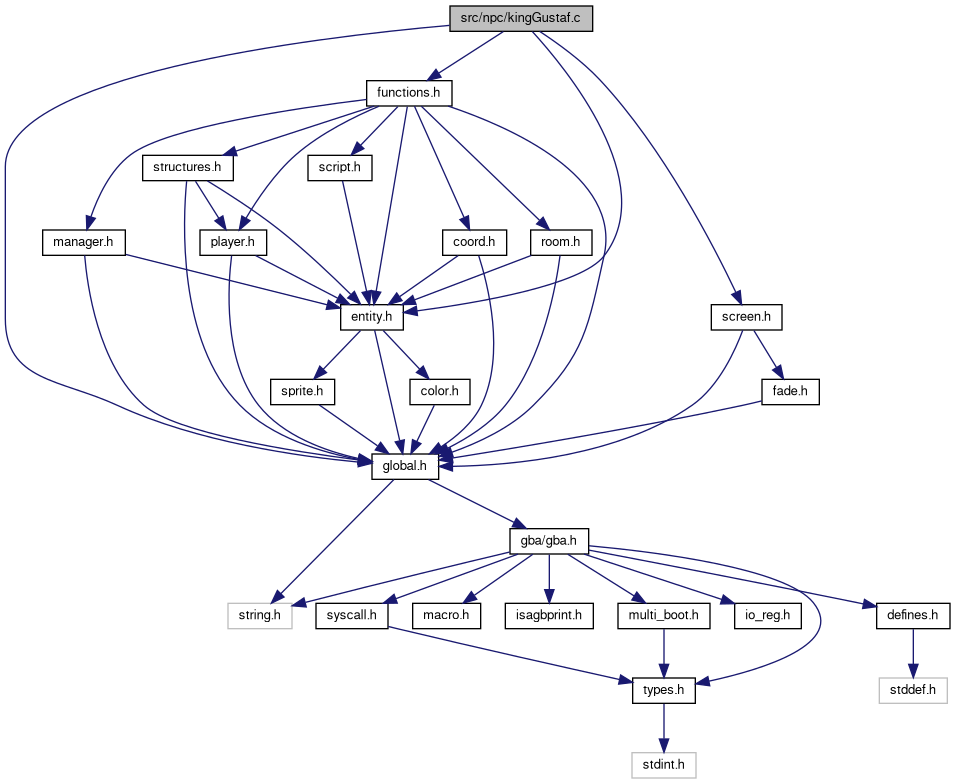 src/npc/kingGustaf.c
functions.h
structures.h
script.h
manager.h
player.h
coord.h
room.h
entity.h
screen.h
sprite.h
color.h
fade.h
global.h
gba/gba.h
string.h
syscall.h
macro.h
isagbprint.h
multi_boot.h
io_reg.h
defines.h
types.h
stddef.h
stdint.h